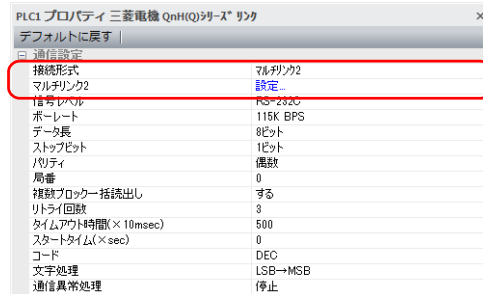 PLC1 プロパティ 三菱電機 QnH(Q)シリーズ リンク ×
デフォルトに戻す
通信設定
接続形式 マルチリンク2
マルチリンク2 設定...
信号レベル RS-232C
ボーレート 115K BPS
データ長 8ビット
ストップビット 1ビット
パリティ 偶数
局番 0
複数ブロック一括読出し する
リトライ回数 3
タイムアウト時間(×10msec) 500
スタートタイム(×sec) 0
コード DEC
文字処理 LSB→MSB
通信異常処理 停止